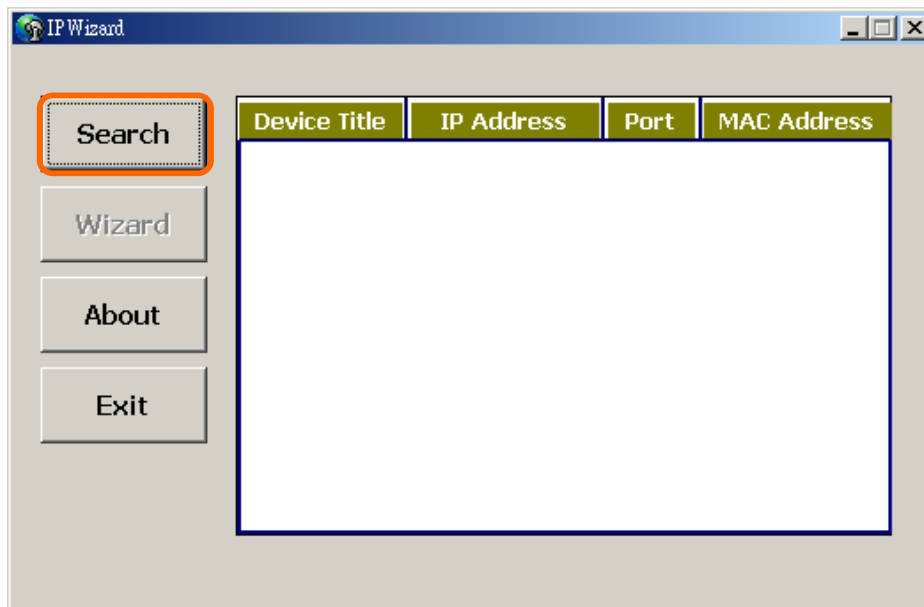 IP Wizard
Search
Device Title IP Address Port MAC Address
Wizard
About
Exit